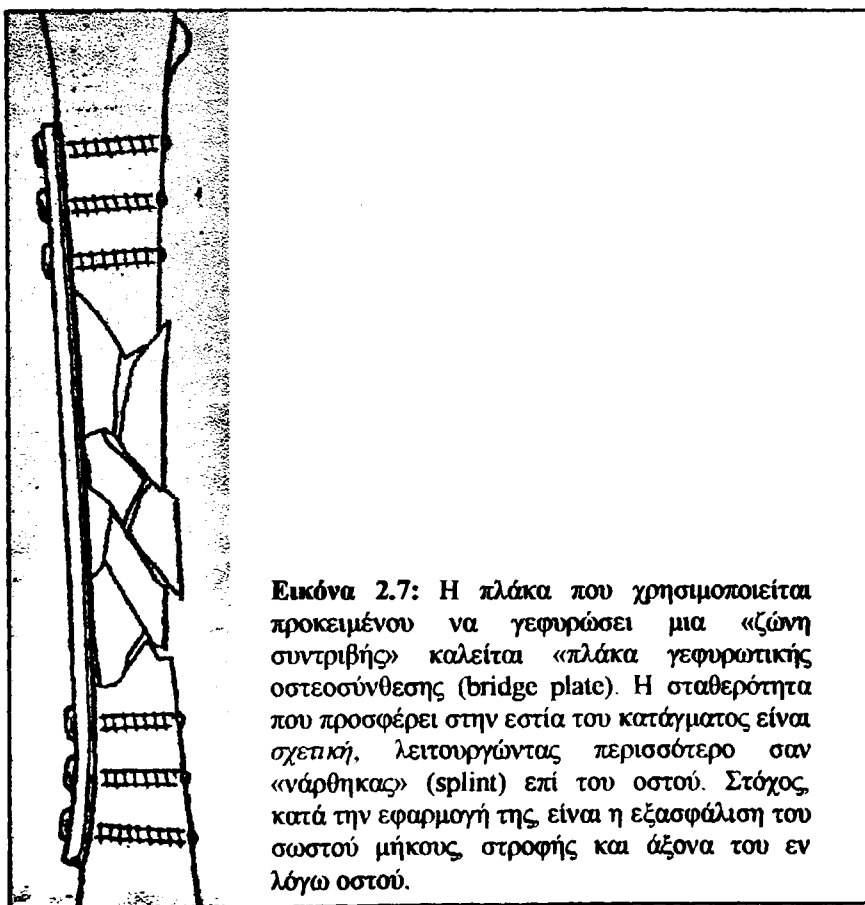 Εικόνα 2.7: Η πλάκα που χρησιμοποιείται
προκειμένου να γεφυρώσει μια «ζώνη
συντριβής» καλείται «πλάκα γεφυρωτικής
οστεοσύνθεσης (bridge plate). Η σταθερότητα
που προσφέρει στην εστία του κατάγματος είναι
σχετική, λειτουργώντας περισσότερο σαν
«νάρθηκας» (splint) επί του οστού. Στόχος,
κατά την εφαρμογή της, είναι η εξασφάλιση του
σωστού μήκους, στροφής και άξονα του εν
λόγω οστού.